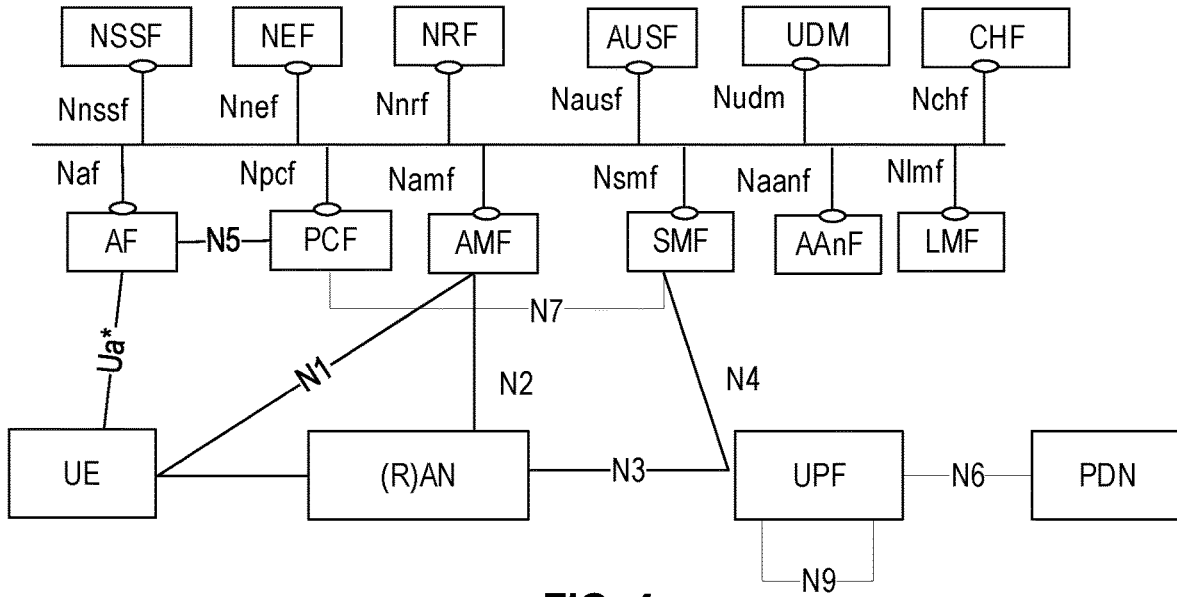 NSSF NEF NRF AUSF UDM CHF
Nnssf Nnef Nnrf Nausf Nudm Nchf
Naf Npcf Namf Nsmf Naanf Nlmf
AF N5 PCF AMF SMF AAnF LMF
N7
Ua* N1 N2 N4
UE (R)AN N3 UPF N6 PDN
N9